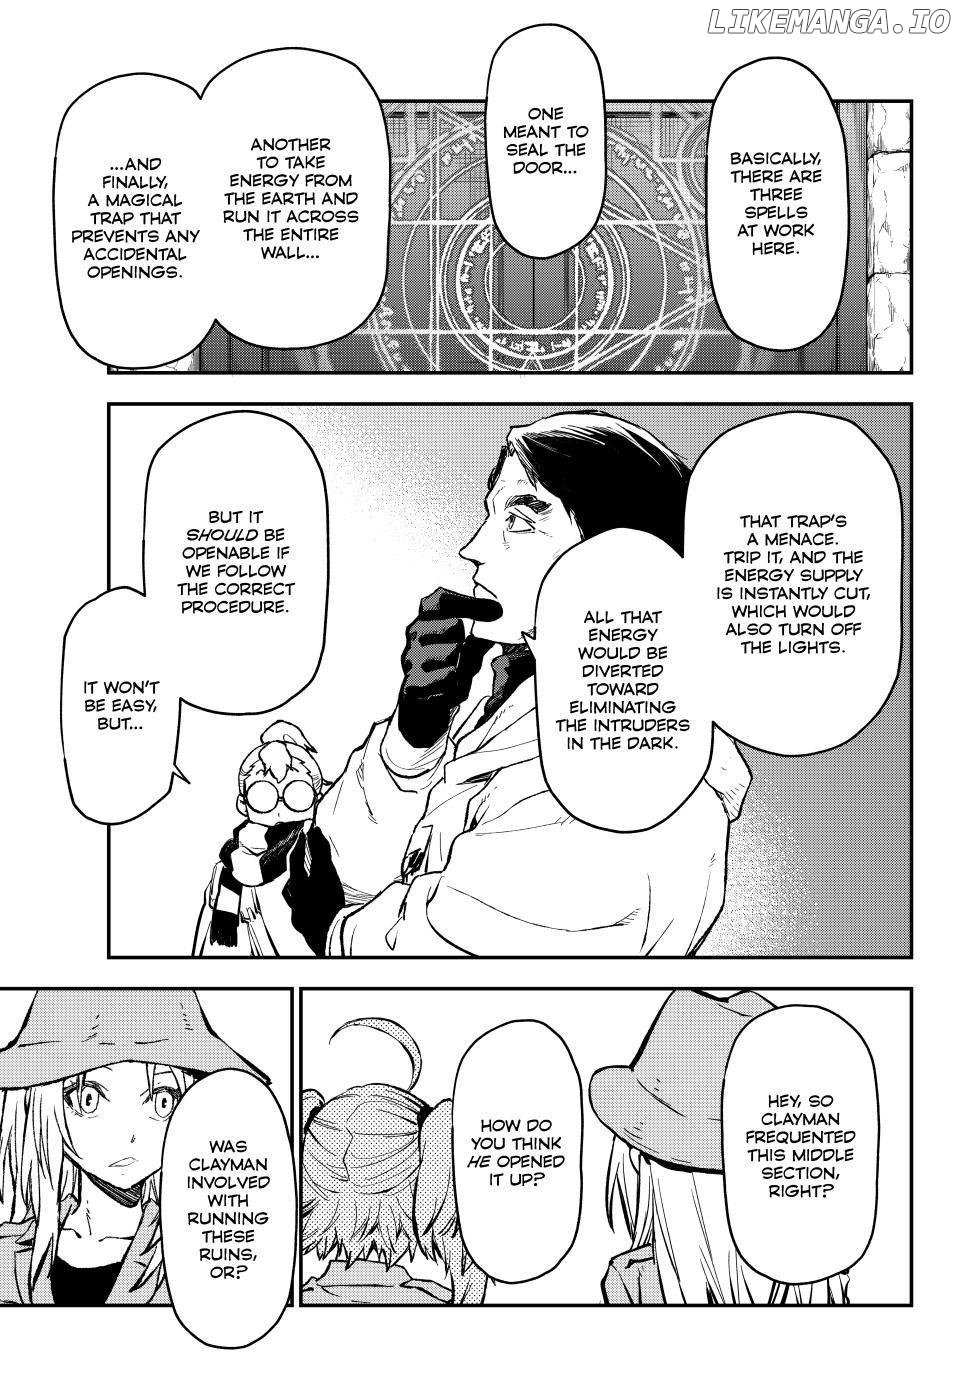 LIKEMANGA.IO
BASICALLY,
THERE ARE
THREE
SPELLS
AT WORK
HERE.
ONE
MEANT TO
SEAL THE
DOOR...
ANOTHER
TO TAKE
ENERGY FROM
THE EARTH AND
RUN IT ACROSS
THE ENTIRE
WALL...
...AND
FINALLY,
A MAGICAL
TRAP THAT
PREVENTS ANY
ACCIDENTAL
OPENINGS.
THAT TRAP'S
A MENACE.
TRIP IT, AND THE
ENERGY SUPPLY
IS INSTANTLY CUT,
WHICH WOULD
ALSO TURN OFF
THE LIGHTS.
ALL THAT
ENERGY
WOULD BE
DIVERTED
TOWARD
ELIMINATING
THE INTRUDERS
IN THE DARK.
BUT IT
SHOULD BE
OPENABLE IF
WE FOLLOW
THE CORRECT
PROCEDURE.
IT WON'T
BE EASY,
BUT...
HEY, SO
CLAYMAN
FREQUENTED
THIS MIDDLE
SECTION,
RIGHT?
HOW DO
YOU THINK
HE OPENED
IT UP?
WAS
CLAYMAN
INVOLVED
WITH
RUNNING
THESE
RUINS,
OR?